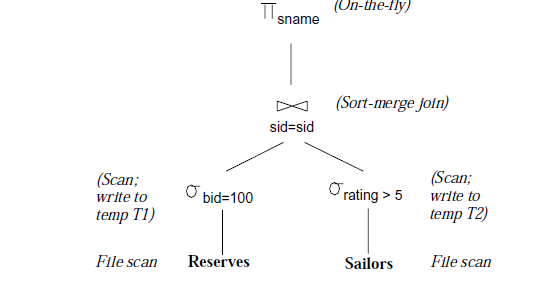 π sname (On-the-fly)
⋈ (Sort-merge join)
sid=sid
(Scan;
write to
temp T1)
σ bid=100
σ rating > 5
(Scan;
write to
temp T2)
File scan Reserves Sailors File scan